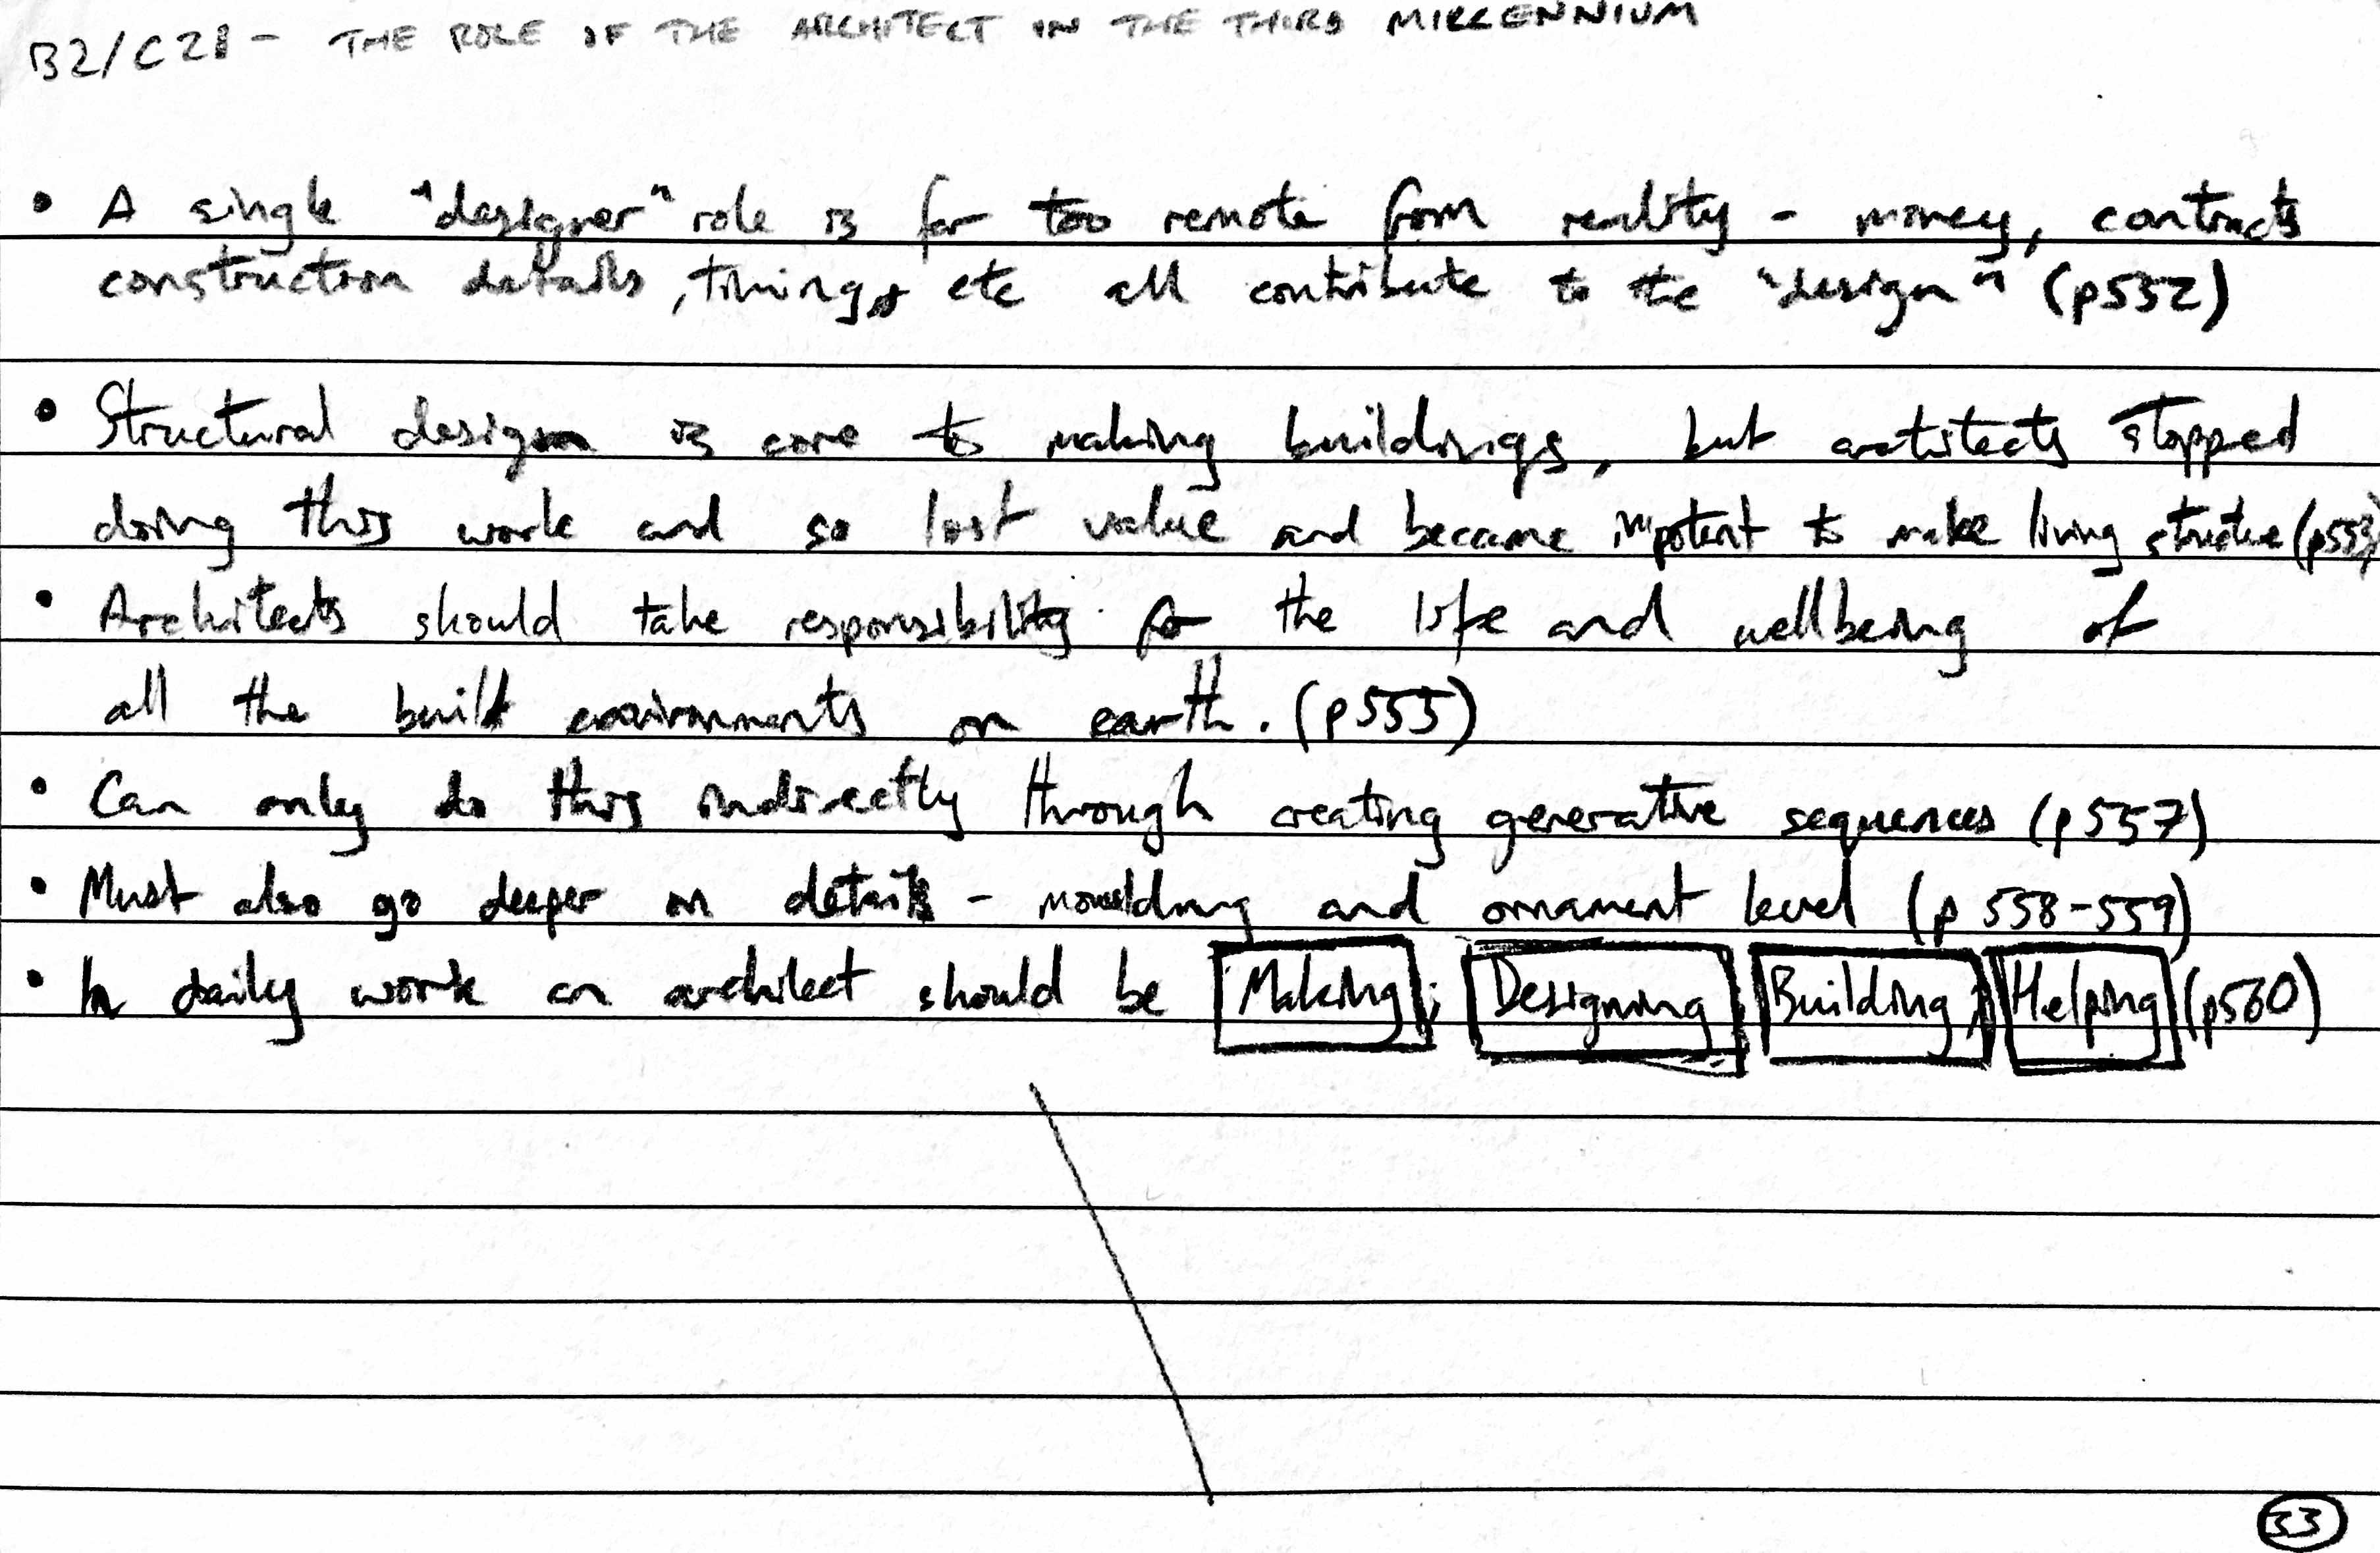 B2/C21 - THE ROLE OF THE ARCHITECT IN THE THIRD MILLENNIUM
• A single "designer" role is far too remote from reality - money, contracts
construction details, timing, etc all contribute to the "design" (p552)
• Structural design is core to making buildings, but architects stopped
doing this work and so lost value and became impotent to make living structure (p553)
• Architects should take responsibility for the life and wellbeing of
all the built environments on earth. (p555)
• Can only do this indirectly through creating generative sequences (p557)
• Must also go deeper on details - moulding and ornament level (p 558-559)
• In daily work an architect should be Making; Designing; Building; Helping (p560)
33